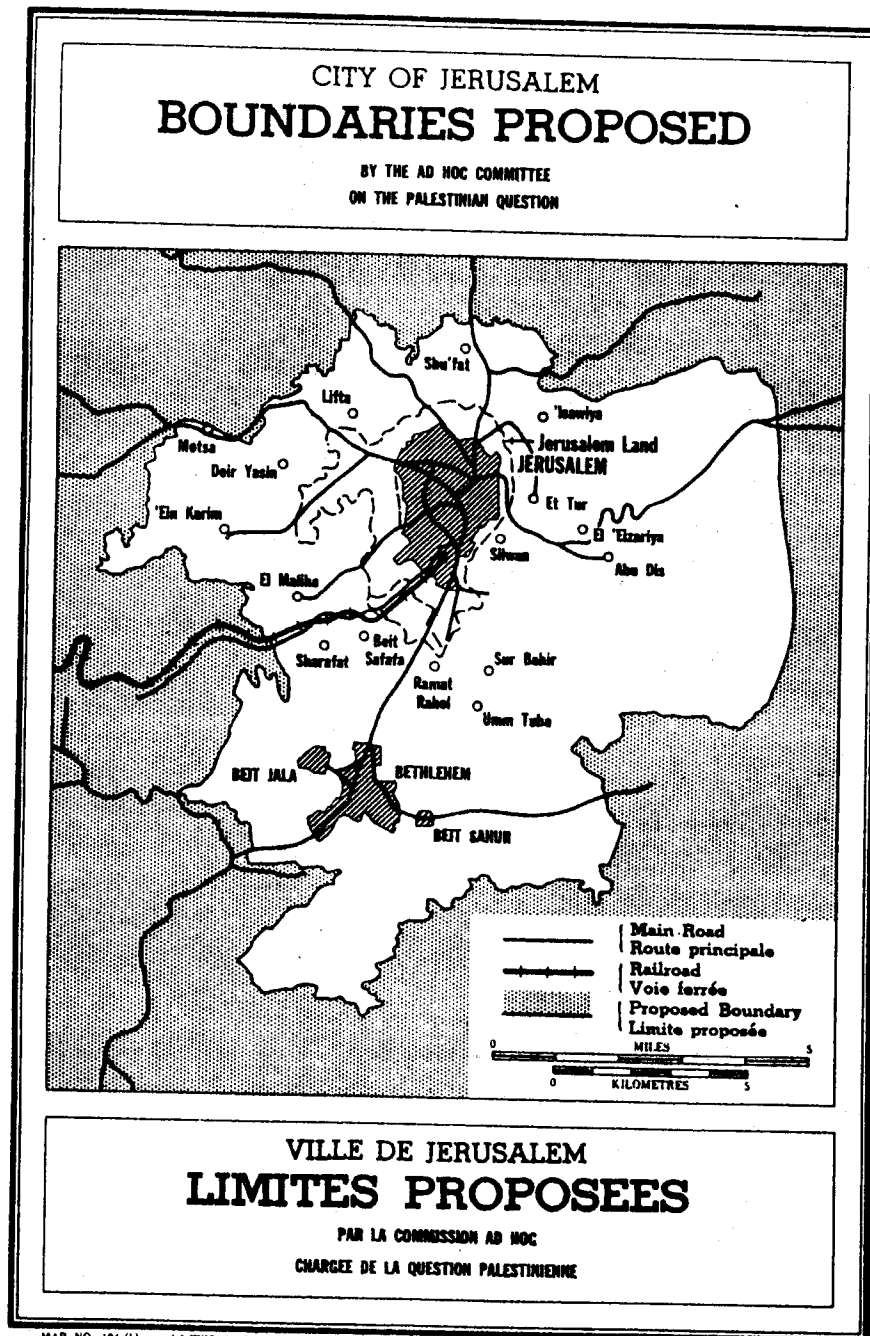 CITY OF JERUSALEM
BOUNDARIES PROPOSED
BY THE AD HOC COMMITTEE
ON THE PALESTINIAN QUESTION
Shu'fat
Lifta
'Isawiya
Motsa
Jerusalem Land
JERUSALEM
Deir Yasin
Et Tur
'Ein Karim
El 'Eizariya
Silwan
Abu Dis
El Maliha
Beit
Safafa
Sharafat
Sur Bahir
Ramat
Rahel
Umm Tuba
BEIT JALA
BETHLEHEM
BEIT SAHUR
Main Road
Route principale
Railroad
Voie ferrée
Proposed Boundary
Limite proposée
MILES
0 5
0 5
KILOMETRES
VILLE DE JERUSALEM
LIMITES PROPOSEES
PAR LA COMMISSION AD HOC
CHARGEE DE LA QUESTION PALESTINIENNE
MAP NO.